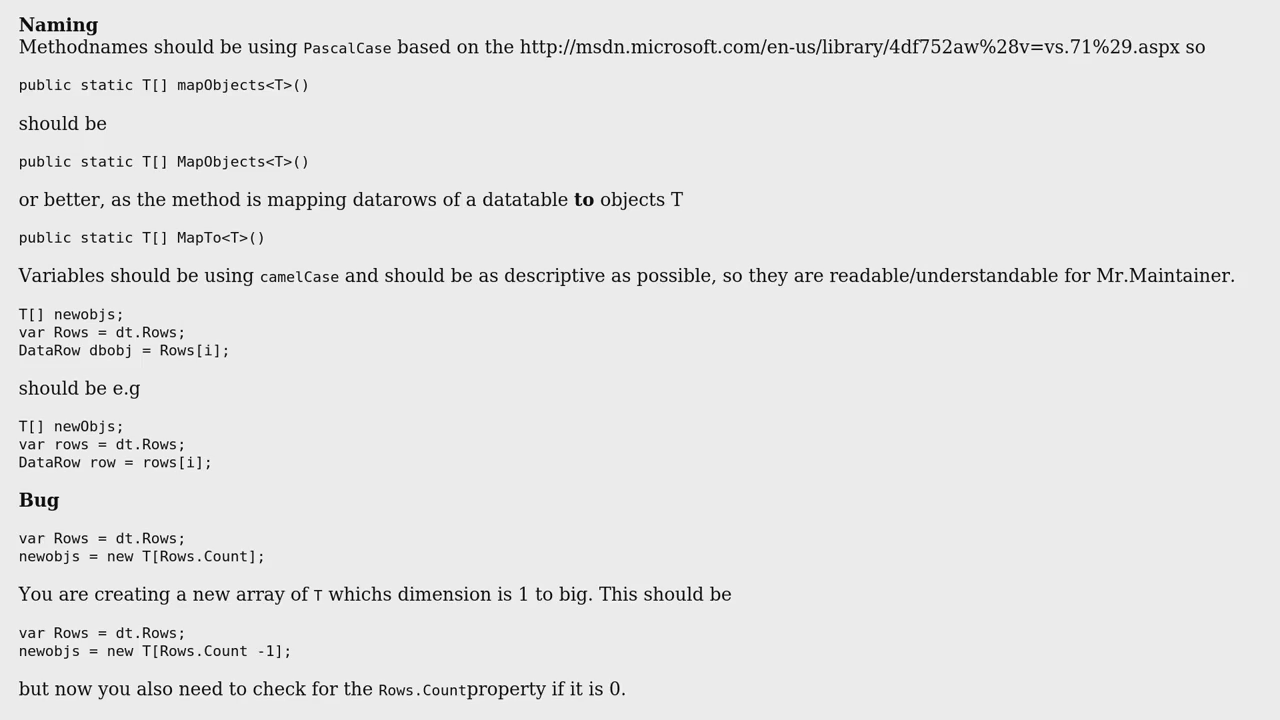 Naming
Methodnames should be using PascalCase based on the http://msdn.microsoft.com/en-us/library/4df752aw%28v=vs.71%29.aspx so
public static T[] mapObjects<T>()
should be
public static T[] MapObjects<T>()
or better, as the method is mapping datarows of a datatable to objects T
public static T[] MapTo<T>()
Variables should be using camelCase and should be as descriptive as possible, so they are readable/understandable for Mr.Maintainer.
T[] newobjs;
var Rows = dt.Rows;
DataRow dbobj = Rows[i];
should be e.g
T[] newObjs;
var rows = dt.Rows;
DataRow row = rows[i];
Bug
var Rows = dt.Rows;
newobjs = new T[Rows.Count];
You are creating a new array of T whichs dimension is 1 to big. This should be
var Rows = dt.Rows;
newobjs = new T[Rows.Count -1];
but now you also need to check for the Rows.Countproperty if it is 0.